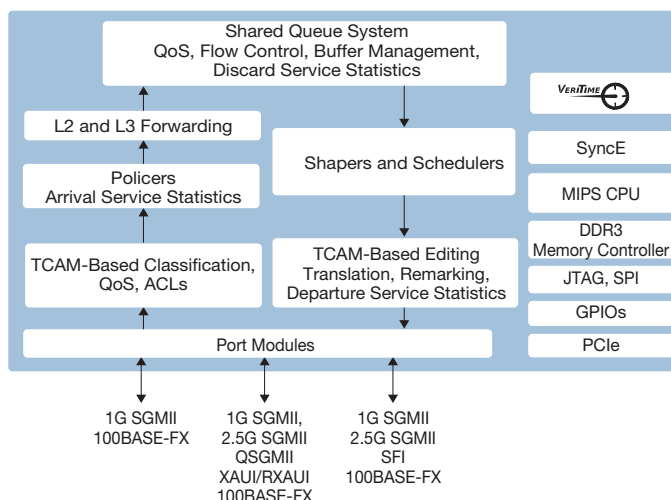 Shared Queue System
QoS, Flow Control, Buffer Management,
Discard Service Statistics
L2 and L3 Forwarding
Policers
Arrival Service Statistics
TCAM-Based Classification,
QoS, ACLs
Shapers and Schedulers
TCAM-Based Editing
Translation, Remarking,
Departure Service Statistics
Port Modules
VERITIME
SyncE
MIPS CPU
DDR3
Memory Controller
JTAG, SPI
GPIOs
PCIe
1G SGMII
100BASE-FX
1G SGMII,
2.5G SGMII
QSGMII
XAUI/RXAUI
100BASE-FX
1G SGMII
2.5G SGMII
SFI
100BASE-FX